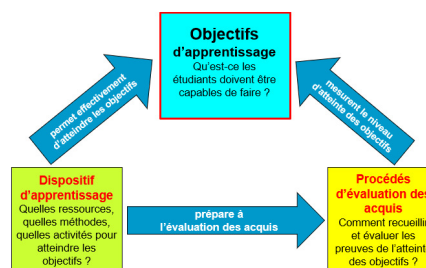 Objectifs
d'apprentissage
Qu'est-ce les
étudiants doivent être
capables de faire ?
permet effectivement
d'atteindre les objectifs
mesurent le niveau
d'atteinte des objectifs
Dispositif
d'apprentissage
Quelles ressources,
quelles méthodes,
quelles activités pour
atteindre les
objectifs ?
prépare à
l'évaluation des acquis
Procédés
d'évaluation des
acquis
Comment recueilli
et évaluer les
preuves de l'attein
des objectifs ?